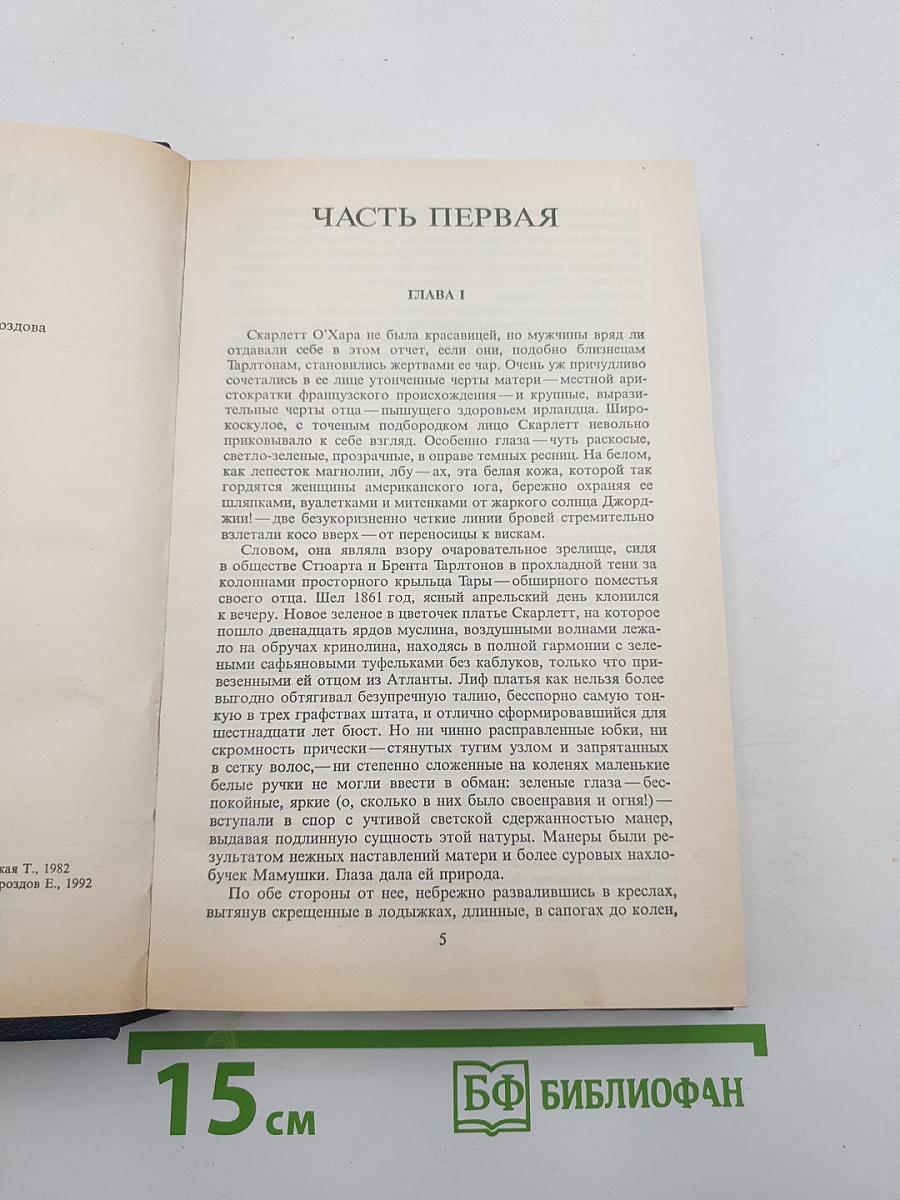 оздова
кая Т., 1982
роздов Е., 1992
ЧАСТЬ ПЕРВАЯ
ГЛАВА I
Скарлетт О’Хара не была красавицей, но мужчины вряд ли
отдавали себе в этом отчет, если они, подобно близнецам
Тарлтонам, становились жертвами ее чар. Очень уж причудливо
сочетались в ее лице утонченные черты матери — местной ари-
стократки французского происхождения — и крупные, вырази-
тельные черты отца — пышущего здоровьем ирландца. Широ-
коскулое, с точеным подбородком лицо Скарлетт невольно
приковывало к себе взгляд. Особенно глаза — чуть раскосые,
светло-зеленые, прозрачные, в оправе темных ресниц. На белом,
как лепесток магнолии, лбу — ах, эта белая кожа, которой так
гордятся женщины американского юга, бережно охраняя ее
шляпками, вуалетками и митенками от жаркого солнца Джорд-
жии! — две безукоризненно четкие линии бровей стремительно
взлетали косо вверх — от переносицы к вискам.
Словом, она являла взору очаровательное зрелище, сидя
в обществе Стюарта и Брента Тарлтонов в прохладной тени за
колоннами просторного крыльца Тары — обширного поместья
своего отца. Шел 1861 год, ясный апрельский день клонился
к вечеру. Новое зеленое в цветочек платье Скарлетт, на которое
пошло двенадцать ярдов муслина, воздушными волнами лежа-
ло на обручах кринолина, находясь в полной гармонии с зеле-
ными сафьяновыми туфельками без каблуков, только что при-
везенными ей отцом из Атланты. Лиф платья как нельзя более
выгодно обтягивал безупречную талию, бесспорно самую тон-
кую в трех графствах штата, и отлично сформировавшийся для
шестнадцати лет бюст. Но ни чинно расправленные юбки, ни
скромность прически — стянутых тугим узлом и запрятанных
в сетку волос,— ни степенно сложенные на коленях маленькие
белые ручки не могли ввести в обман: зеленые глаза — бес-
покойные, яркие (о, сколько в них было своенравия и огня!) —
вступали в спор с учтивой светской сдержанностью манер,
выдавая подлинную сущность этой натуры. Манеры были ре-
зультатом нежных наставлений матери и более суровых нахло-
бучек Мамушки. Глаза дала ей природа.
По обе стороны от нее, небрежно развалившись в креслах,
вытянув скрещенные в лодыжках, длинные, в сапогах до колен,
5
15 см
БФ БИБЛИОФАН